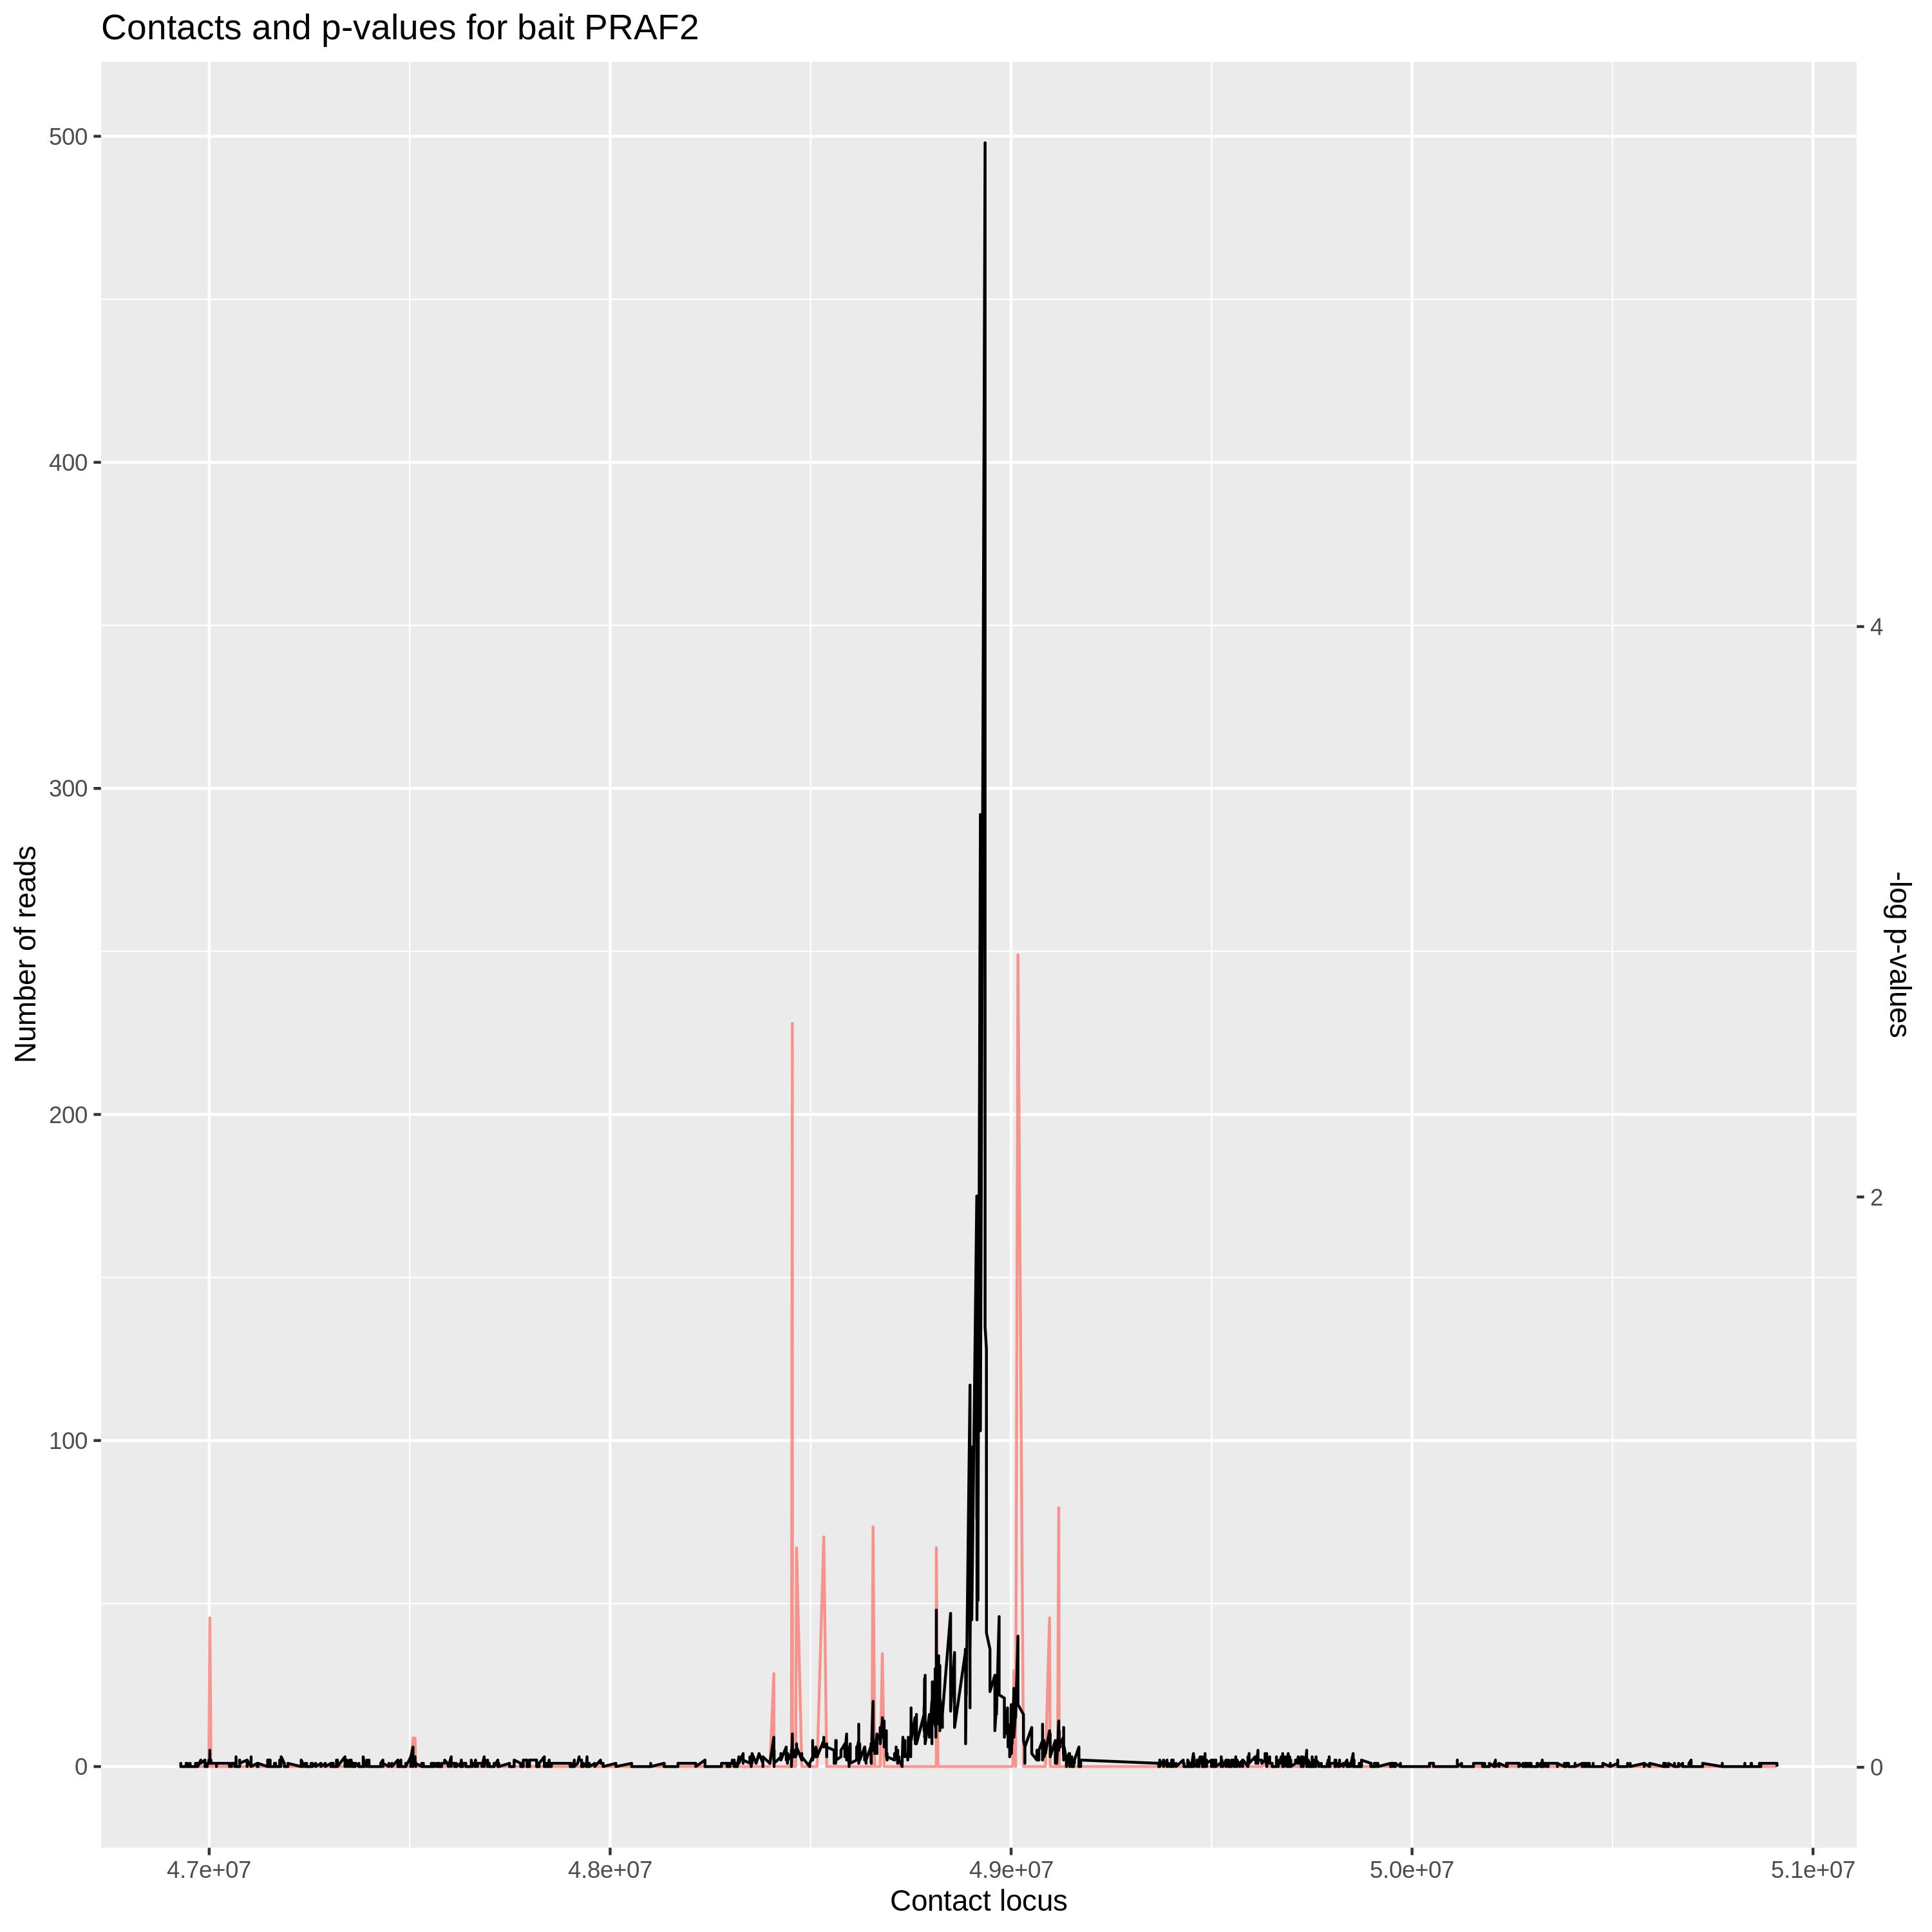 Contacts and p-values for bait PRAF2
500
400
300
200
100
0
Number of reads
4
2
0
-log p-values
4.7e+07
4.8e+07
4.9e+07
5.0e+07
5.1e+07
Contact locus